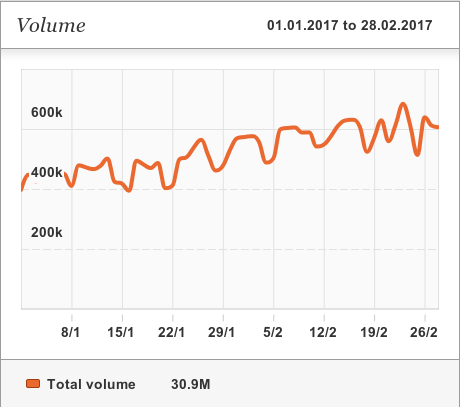 Volume 01.01.2017 to 28.02.2017
600k
400k
200k
8/1 15/1 22/1 29/1 5/2 12/2 19/2 26/2
Total volume 30.9M